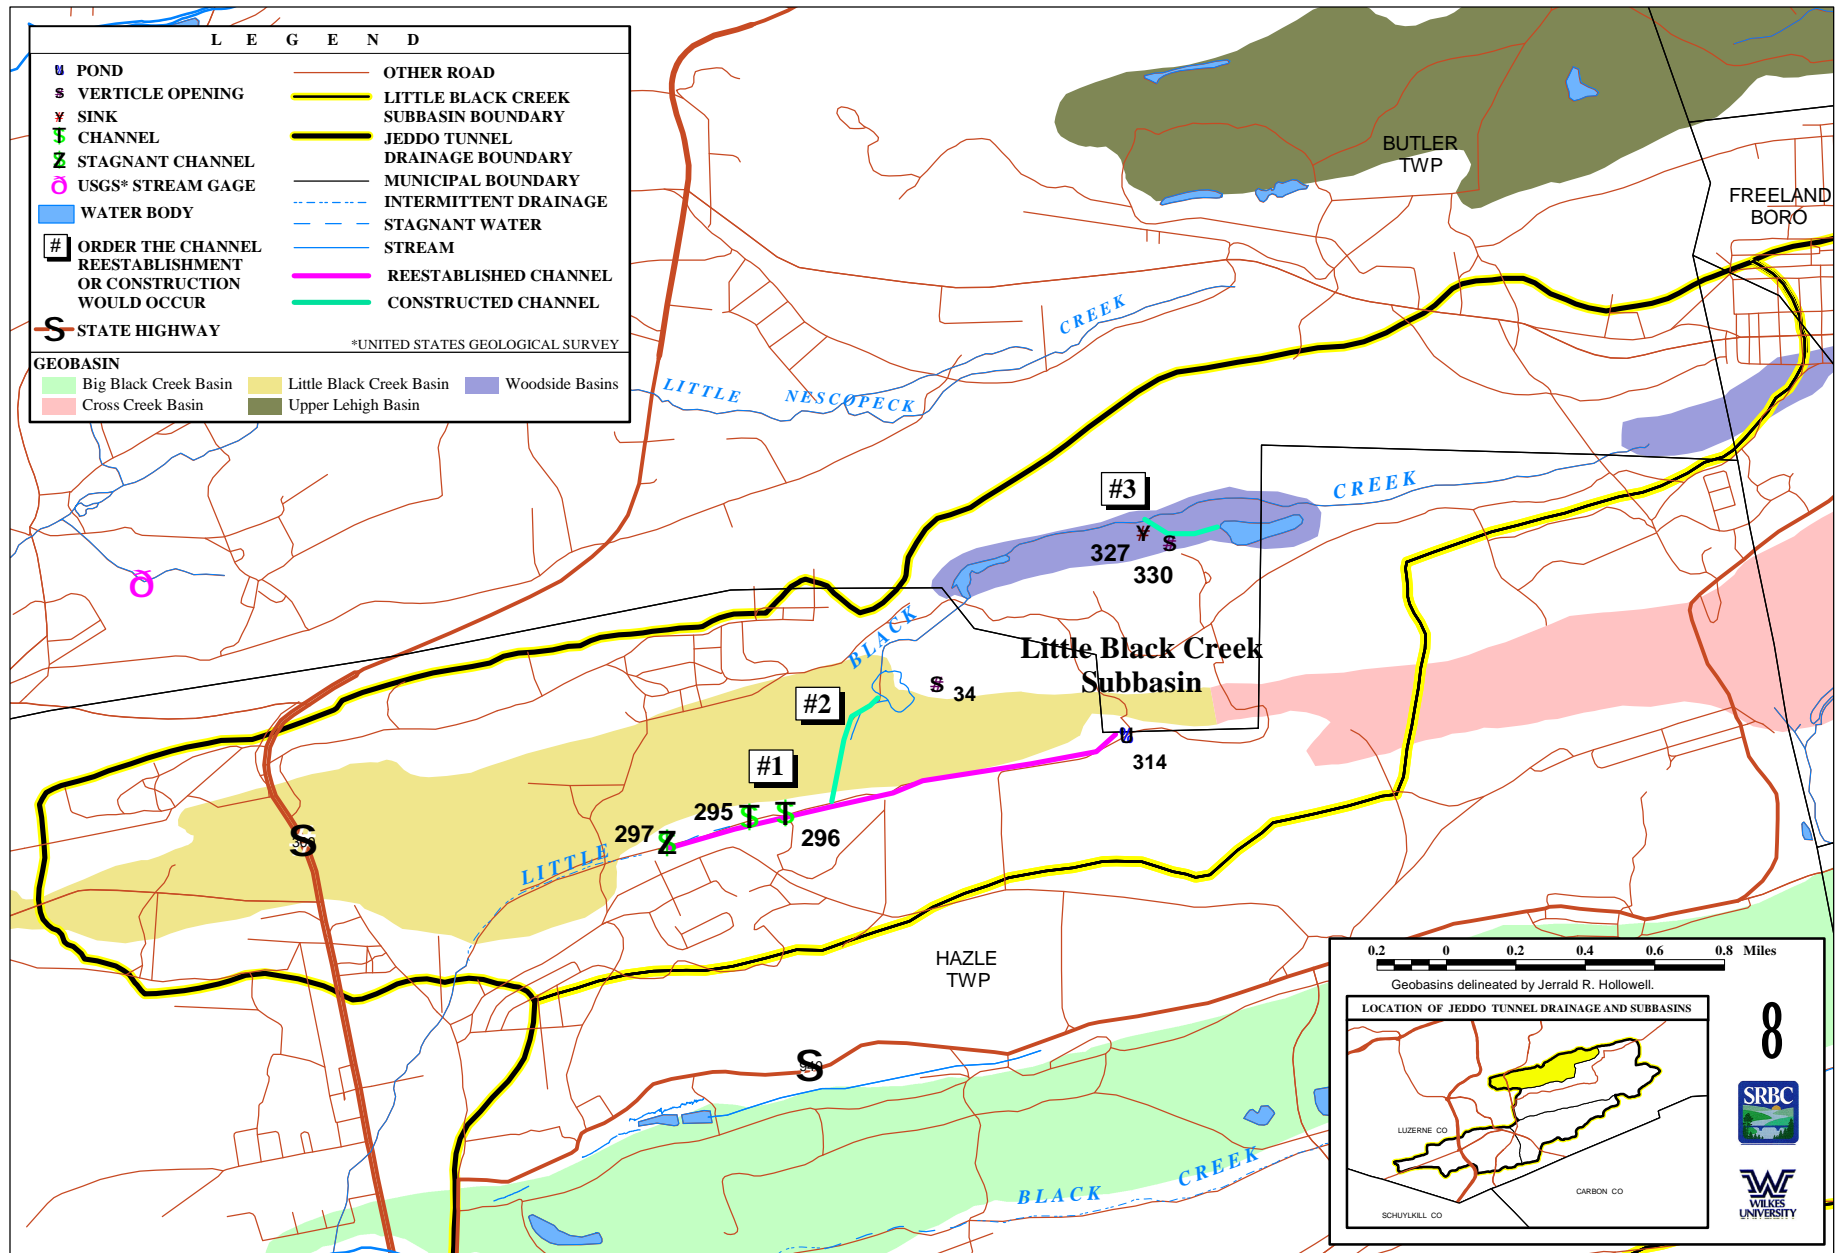 L E G E N D
POND
VERTICLE OPENING
SINK
CHANNEL
STAGNANT CHANNEL
USGS* STREAM GAGE
WATER BODY
# ORDER THE CHANNEL
REESTABLISHMENT
OR CONSTRUCTION
WOULD OCCUR
S STATE HIGHWAY
OTHER ROAD
LITTLE BLACK CREEK
SUBBASIN BOUNDARY
JEDDO TUNNEL
DRAINAGE BOUNDARY
MUNICIPAL BOUNDARY
INTERMITTENT DRAINAGE
STAGNANT WATER
STREAM
REESTABLISHED CHANNEL
CONSTRUCTED CHANNEL
*UNITED STATES GEOLOGICAL SURVEY
GEOBASIN
Big Black Creek Basin
Little Black Creek Basin
Woodside Basins
Cross Creek Basin
Upper Lehigh Basin
BUTLER
TWP
FREELAND
BORO
LITTLE NESCOPECK CREEK
CREEK
#3
327
330
BLACK
Little Black Creek
Subbasin
34
#2
314
#1
295
296
297
LITTLE
S
HAZLE
TWP
S
940
BLACK CREEK
0.2 0 0.2 0.4 0.6 0.8 Miles
Geobasins delineated by Jerrald R. Hollowell.
LOCATION OF JEDDO TUNNEL DRAINAGE AND SUBBASINS
LUZERNE CO
CARBON CO
SCHUYLKILL CO
8
SRBC
WILKES
UNIVERSITY